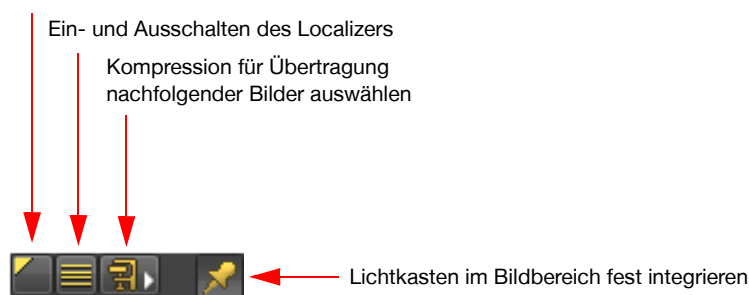 Ein- und Ausschalten des Localizers
Kompression für Übertragung
nachfolgender Bilder auswählen
Lichtkasten im Bildbereich fest integrieren